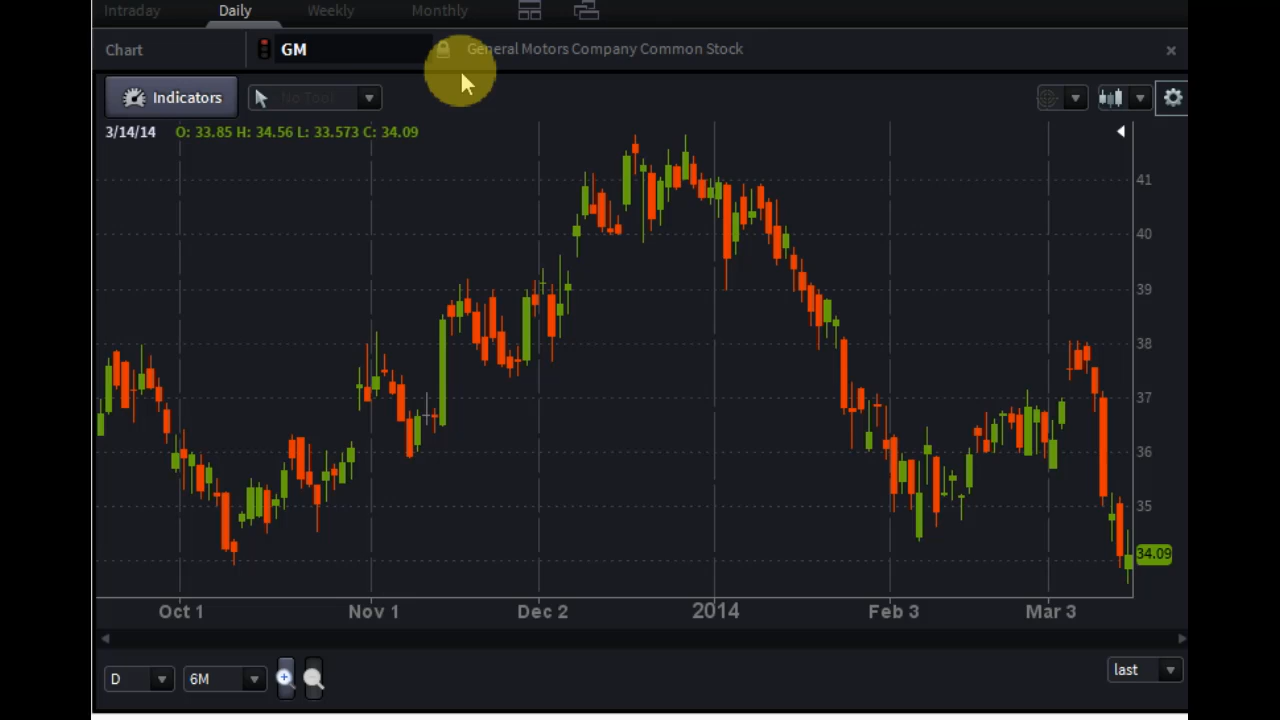 Intraday Daily Weekly Monthly
Chart GM General Motors Company Common Stock
Indicators No Tool
3/14/14 O: 33.85 H: 34.56 L: 33.573 C: 34.09
41
40
39
38
37
36
35
34.09
Oct 1 Nov 1 Dec 2 2014 Feb 3 Mar 3
D 6M last